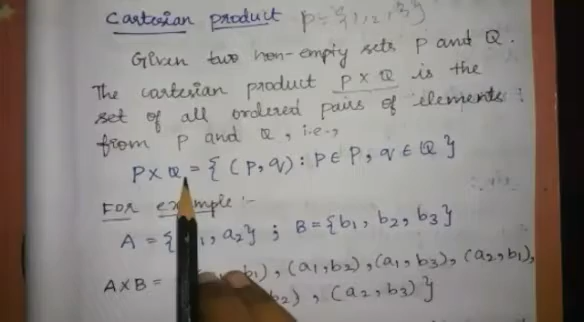 Cartesian product P = {1, 2, 3}
Given two non-empty sets P and Q.
The cartesian product P × Q is the
set of all ordered pairs of elements
from P and Q, i.e.,
P × Q = { (p, q) : p ∈ P, q ∈ Q }
For example :-
A = { 1, a2} ; B = {b1, b2, b3}
A×B = b1), (a1, b2), (a1, b3), (a2, b1),
b2), (a2, b3) }